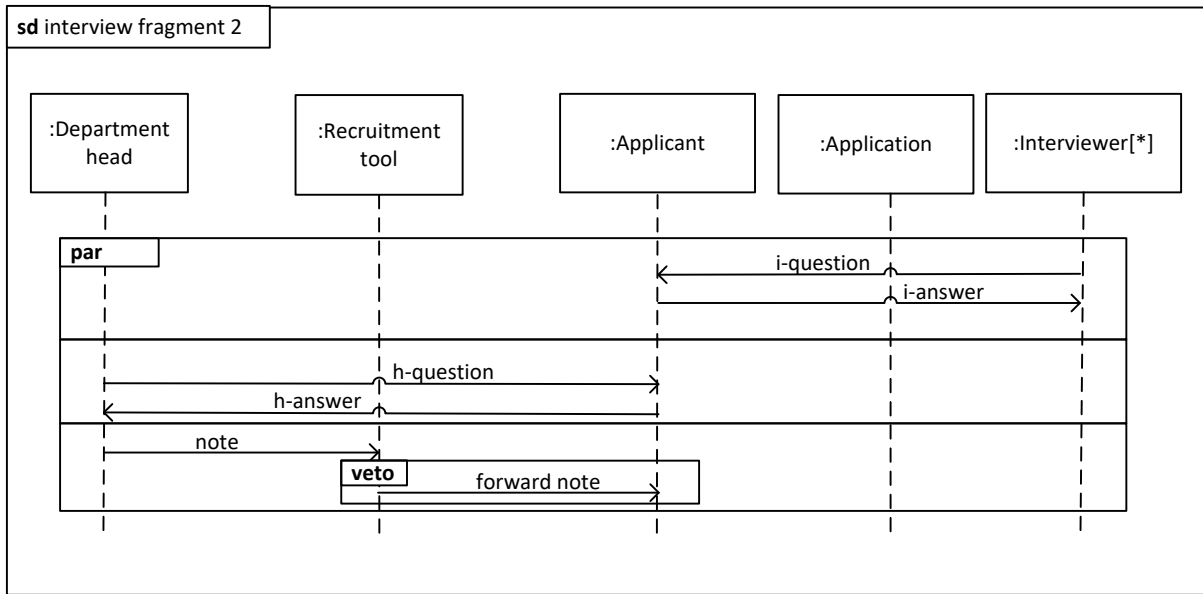 sd interview fragment 2
:Department
head
:Recruitment
tool
:Applicant
:Application
:Interviewer[*]
par
i-question
i-answer
h-question
h-answer
note
veto
forward note